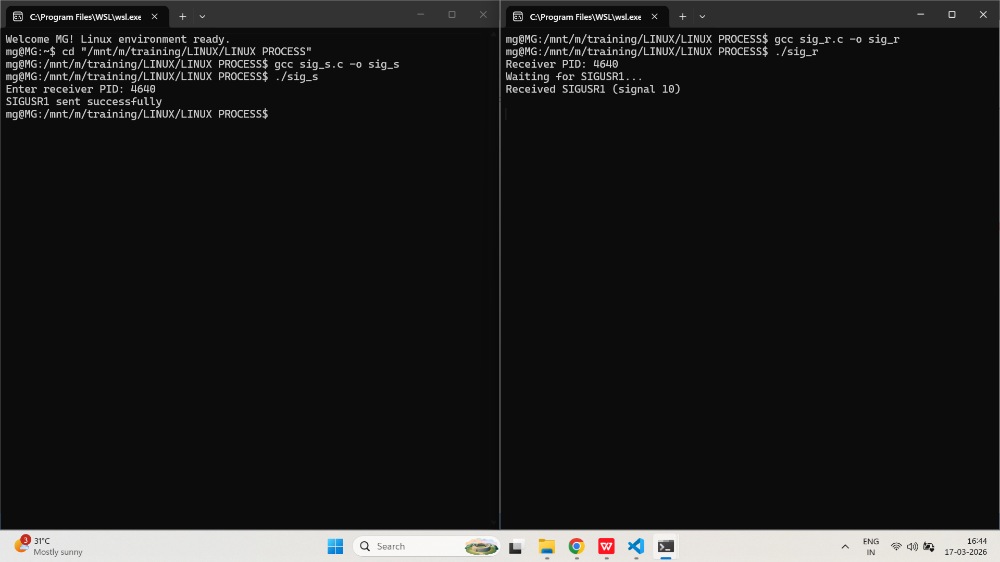 C:\Program Files\WSL\wsl.exe
Welcome MG! Linux environment ready.
mg@MG:~$ cd "/mnt/m/training/LINUX/LINUX PROCESS"
mg@MG:/mnt/m/training/LINUX/LINUX PROCESS$ gcc sig_s.c -o sig_s
mg@MG:/mnt/m/training/LINUX/LINUX PROCESS$ ./sig_s
Enter receiver PID: 4640
SIGUSR1 sent successfully
mg@MG:/mnt/m/training/LINUX/LINUX PROCESS$
C:\Program Files\WSL\wsl.exe
mg@MG:/mnt/m/training/LINUX/LINUX PROCESS$ gcc sig_r.c -o sig_r
mg@MG:/mnt/m/training/LINUX/LINUX PROCESS$ ./sig_r
Receiver PID: 4640
Waiting for SIGUSR1...
Received SIGUSR1 (signal 10)
3
31°C
Mostly sunny
Search
W
ENG
IN
16:44
17-03-2026